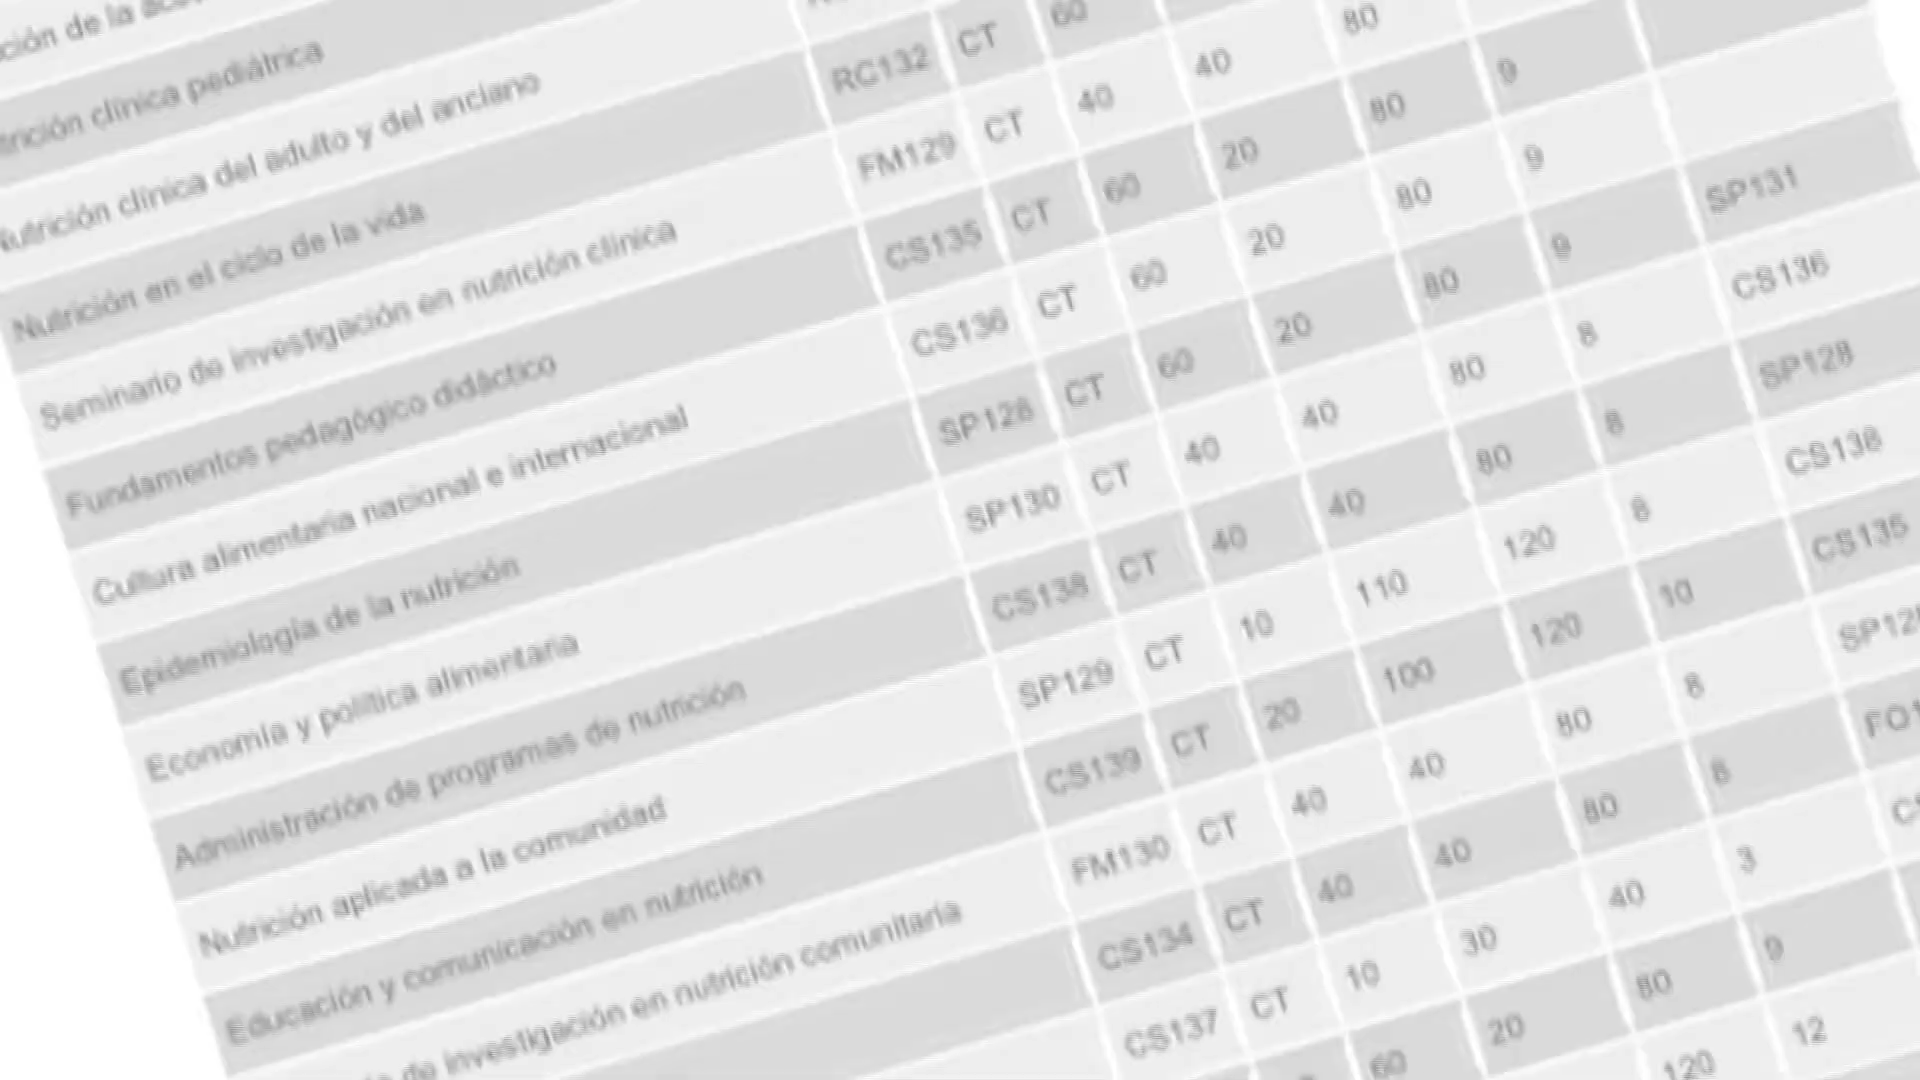 ción de la
trición clínica pediátrica
Nutrición clínica del adulto y del anciano
Nutrición en el ciclo de la vida RC132 CT 60
Seminario de investigación en nutrición clínica FM129 CT 40 40 80
Fundamentos pedagógico didáctico CS135 CT 60 20 80 9
Cultura alimentaria nacional e internacional CS136 CT 60 20 80 9
Epidemiología de la nutrición SP128 CT 60 20 80 9 SP131
Economía y política alimentaria SP130 CT 40 40 80 8 CS136
Administración de programas de nutrición CS138 CT 40 40 80 8 SP128
Nutrición aplicada a la comunidad SP129 CT 10 110 120 8 CS138
Educación y comunicación en nutrición CS139 CT 20 100 120 10 CS135
de investigación en nutrición comunitaria FM130 CT 40 40 80 8 SP12
CS134 CT 40 40 80 8 FO1
CS137 CT 10 30 40 3
60 20 80 9
120 12